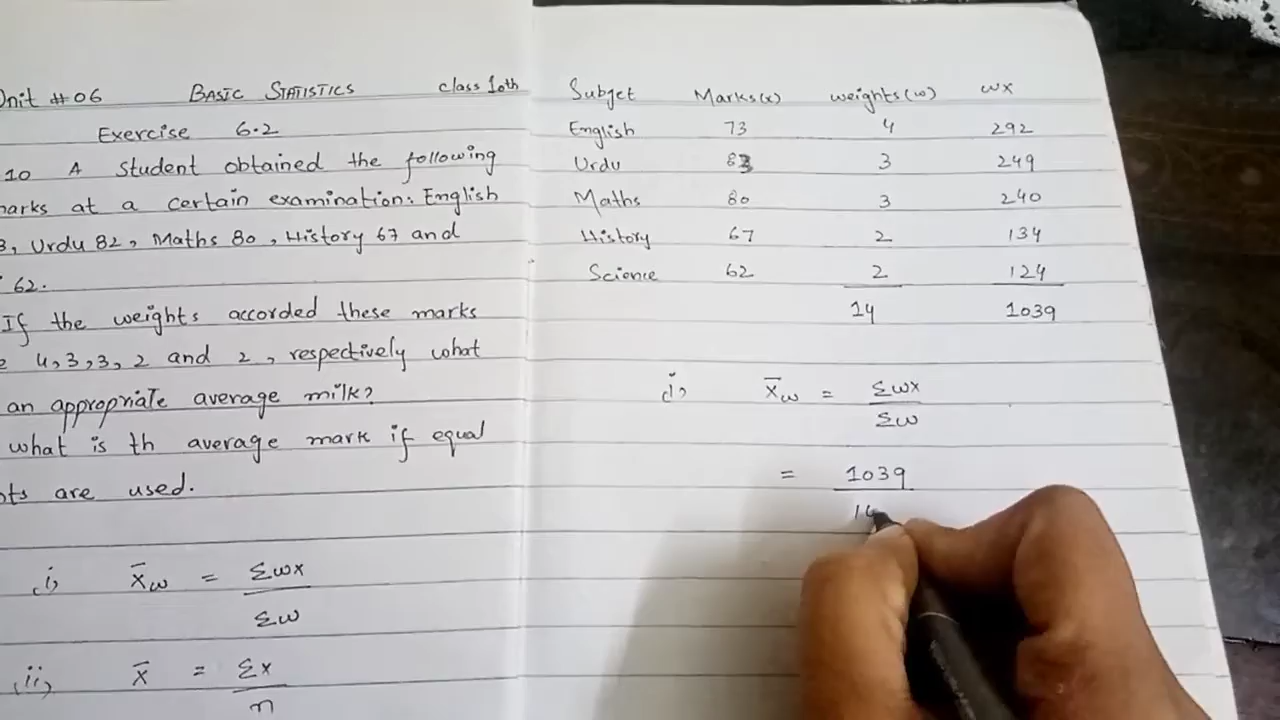 Unit #06 BASIC STATISTICS class 10th
Exercise 6.2
10 A student obtained the following
marks at a certain examination: English
3, Urdu 82, Maths 80, History 67 and
62.
If the weights accorded these marks
e 4,3,3,2 and 2, respectively what
an appropriate average milk?
what is th average mark if equal
hts are used.
i) x̄w = Σwx / Σw
(ii) x̄ = Σx / n
Subject Marks(x) weights(w) wx
English 73 4 292
Urdu 83 3 249
Maths 80 3 240
History 67 2 134
Science 62 2 124
14 1039
(i) x̄w = Σwx / Σw
= 1039 / 14